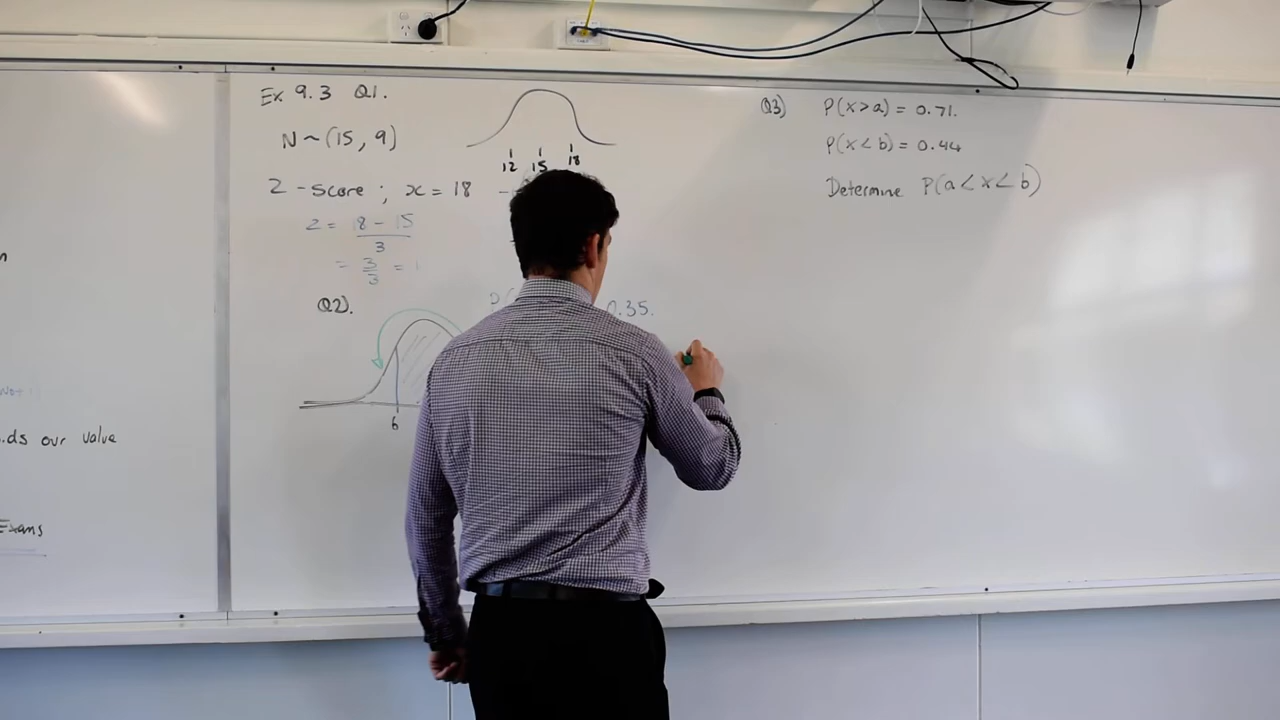 n
ds our value
Exams
Ex 9.3 Q1.
N ~ (15, 9)
12 15 18
Z - score ; x = 18
Z = 18 - 15
3
= 3/3 = 1
Q2).
0.35.
6
Q3) P(x > a) = 0.71.
P(x < b) = 0.44
Determine P(a < x < b)